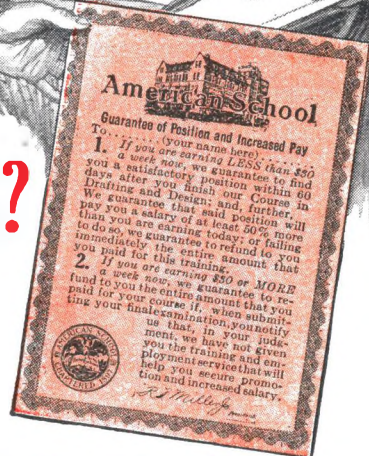 ?
American School
Guarantee of Position and Increased Pay
To......(your name here)......
1. If you are earning LESS than $50
a week now, we guarantee to find
you a satisfactory position within 60
days after you finish our Course in
Drafting and Design; and further,
We guarantee that said position will
pay you a salary of at least 50% more
than you are earning today; or failing
to do so, we guarantee to refund to you
immediately the entire amount that
you paid for this training.
2. If you are earning $50 or MORE
a week now, we guarantee to re-
fund to you the entire amount that you
paid for your course if, when submit-
ting your final examination, you notify
us that, in your judg-
ment, we have not given
you the training and em-
ployment service that will
help you secure promo-
tion and increased salary.
AMERICAN SCHOOL